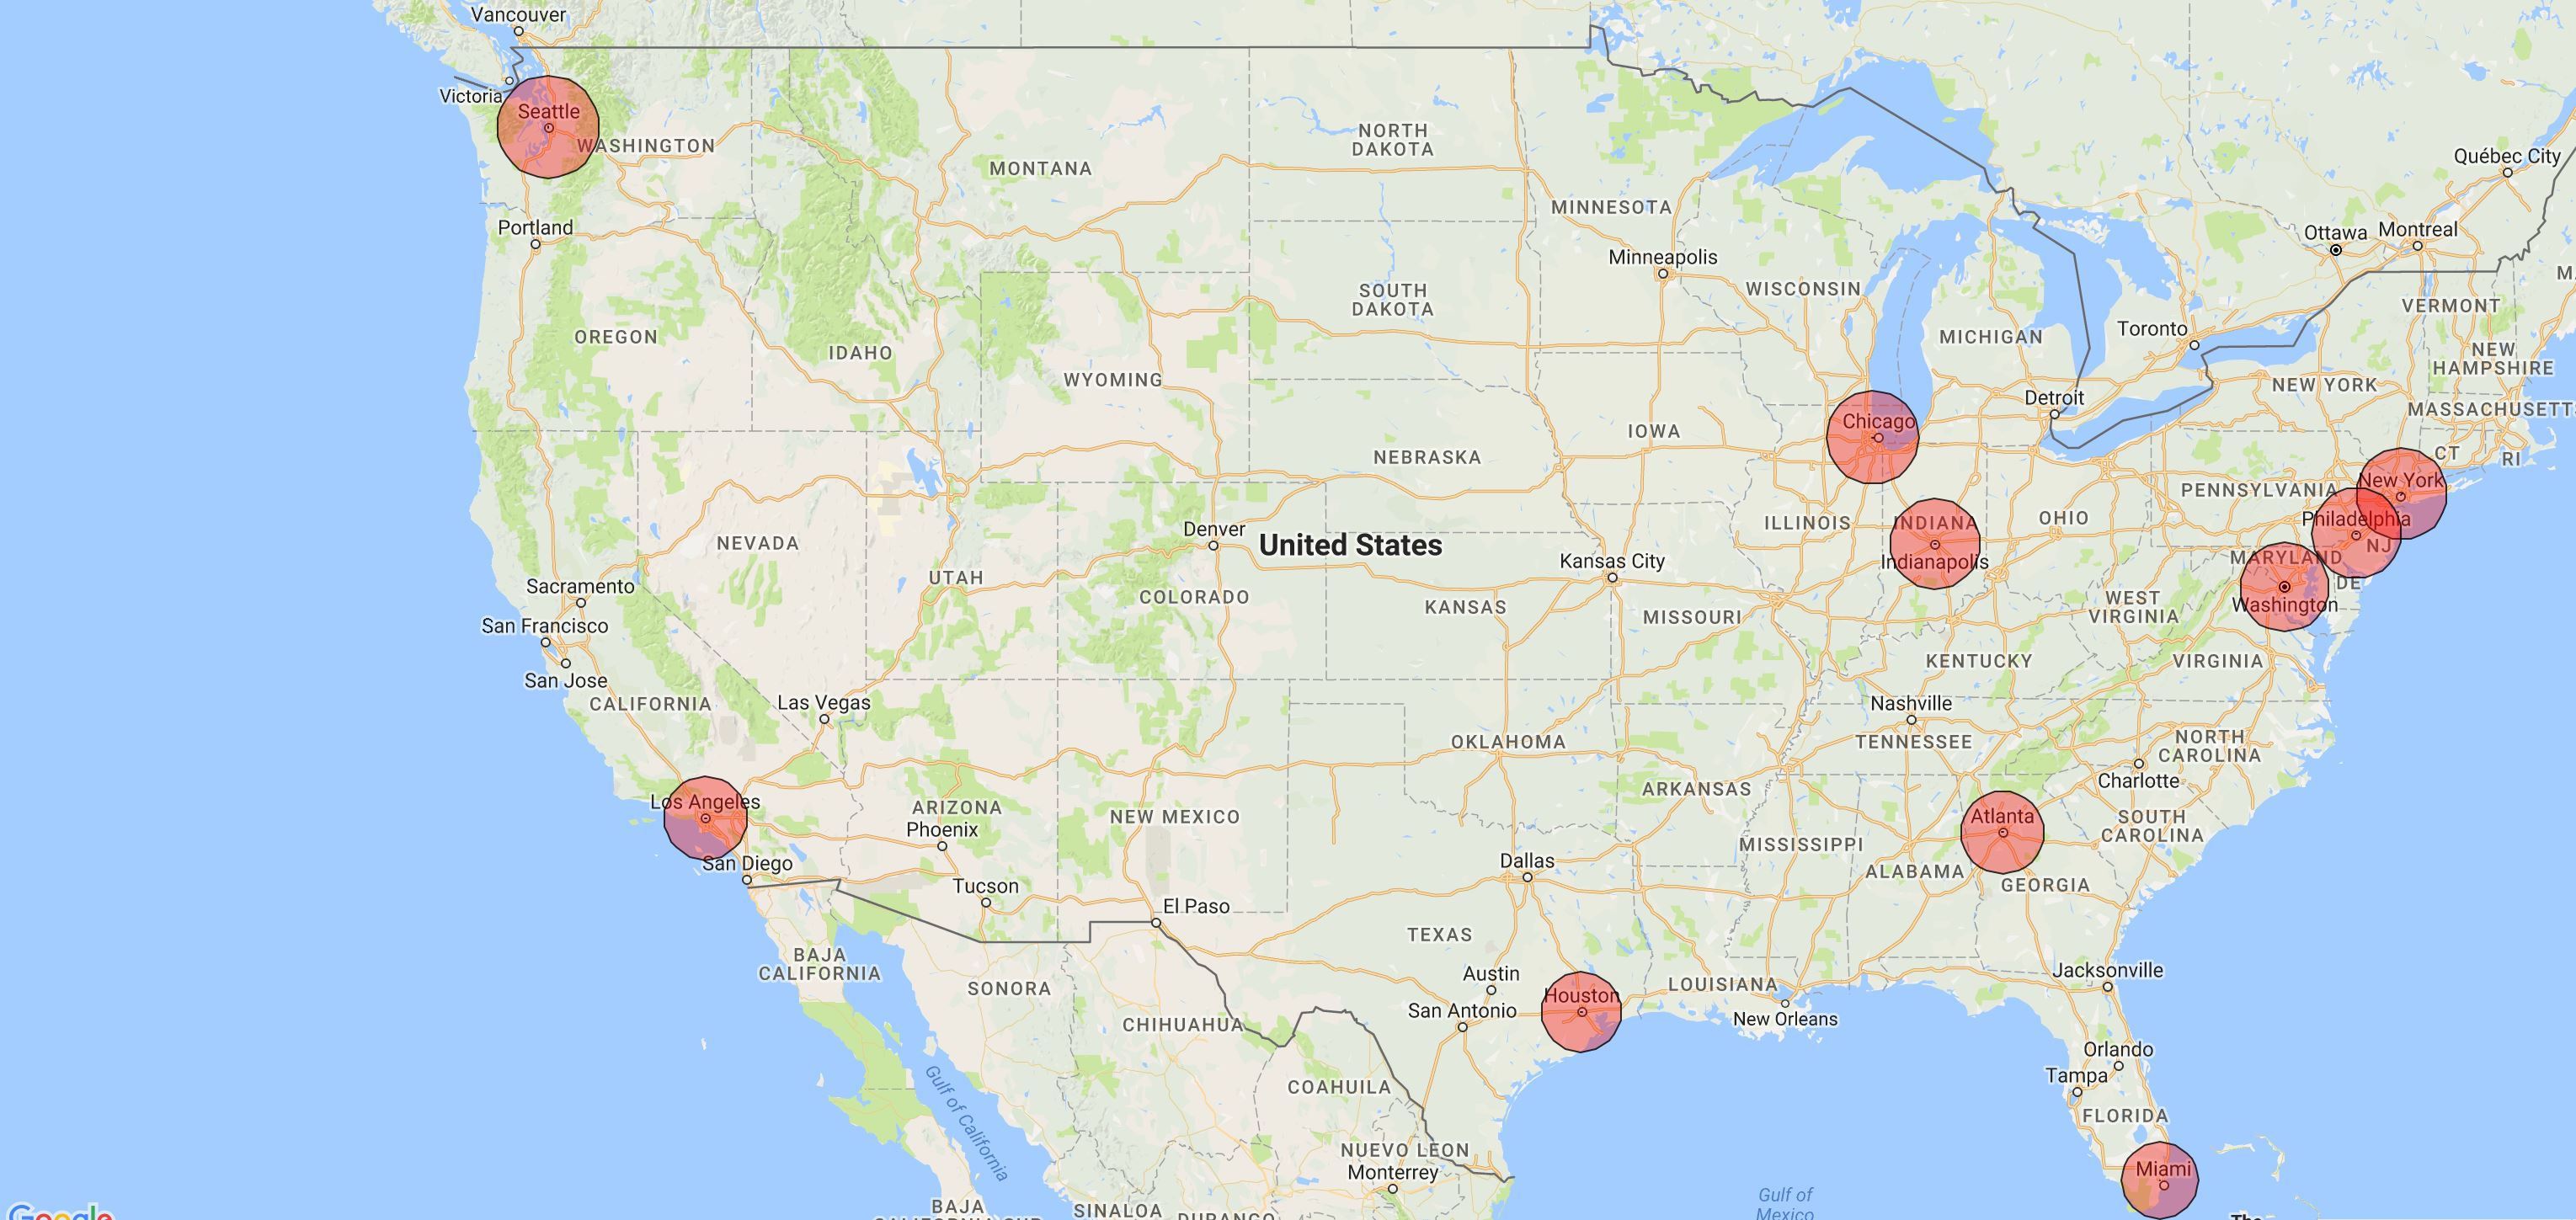 Vancouver
Victoria
Seattle
WASHINGTON
Portland
OREGON
IDAHO
MONTANA
NORTH
DAKOTA
SOUTH
DAKOTA
MINNESOTA
Minneapolis
WISCONSIN
MICHIGAN
Québec City
Ottawa
Montreal
VERMONT
Toronto
NEW
HAMPSHIRE
NEW YORK
Detroit
MASSACHUSETT
CT
RI
WYOMING
IOWA
Chicago
NEBRASKA
New York
PENNSYLVANIA
Philadelphia
NJ
ILLINOIS
INDIANA
OHIO
Indianapolis
MARYLAND
DE
Washington
NEVADA
UTAH
Denver
United States
COLORADO
Kansas City
KANSAS
MISSOURI
WEST
VIRGINIA
VIRGINIA
KENTUCKY
Sacramento
San Francisco
San Jose
CALIFORNIA
Las Vegas
Nashville
TENNESSEE
NORTH
CAROLINA
Charlotte
OKLAHOMA
ARKANSAS
Los Angeles
San Diego
ARIZONA
Phoenix
NEW MEXICO
Tucson
El Paso
Dallas
MISSISSIPPI
ALABAMA
Atlanta
GEORGIA
SOUTH
CAROLINA
TEXAS
Austin
San Antonio
Houston
LOUISIANA
New Orleans
Jacksonville
BAJA
CALIFORNIA
SONORA
CHIHUAHUA
COAHUILA
Gulf of California
NUEVO LEON
Monterrey
Orlando
Tampa
FLORIDA
Miami
Gulf of
Mexico
BAJA
SINALOA
DURANGO
The
Google